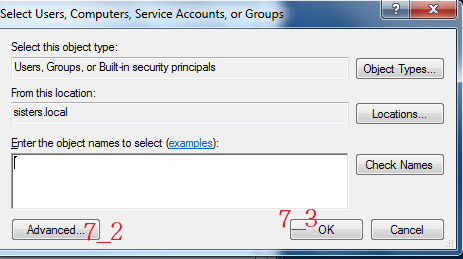 Select Users, Computers, Service Accounts, or Groups
Select this object type:
Users, Groups, or Built-in security principals
Object Types...
From this location:
sisters.local
Locations...
Enter the object names to select (examples):
Check Names
Advanced...
7_2
7_3
OK
Cancel